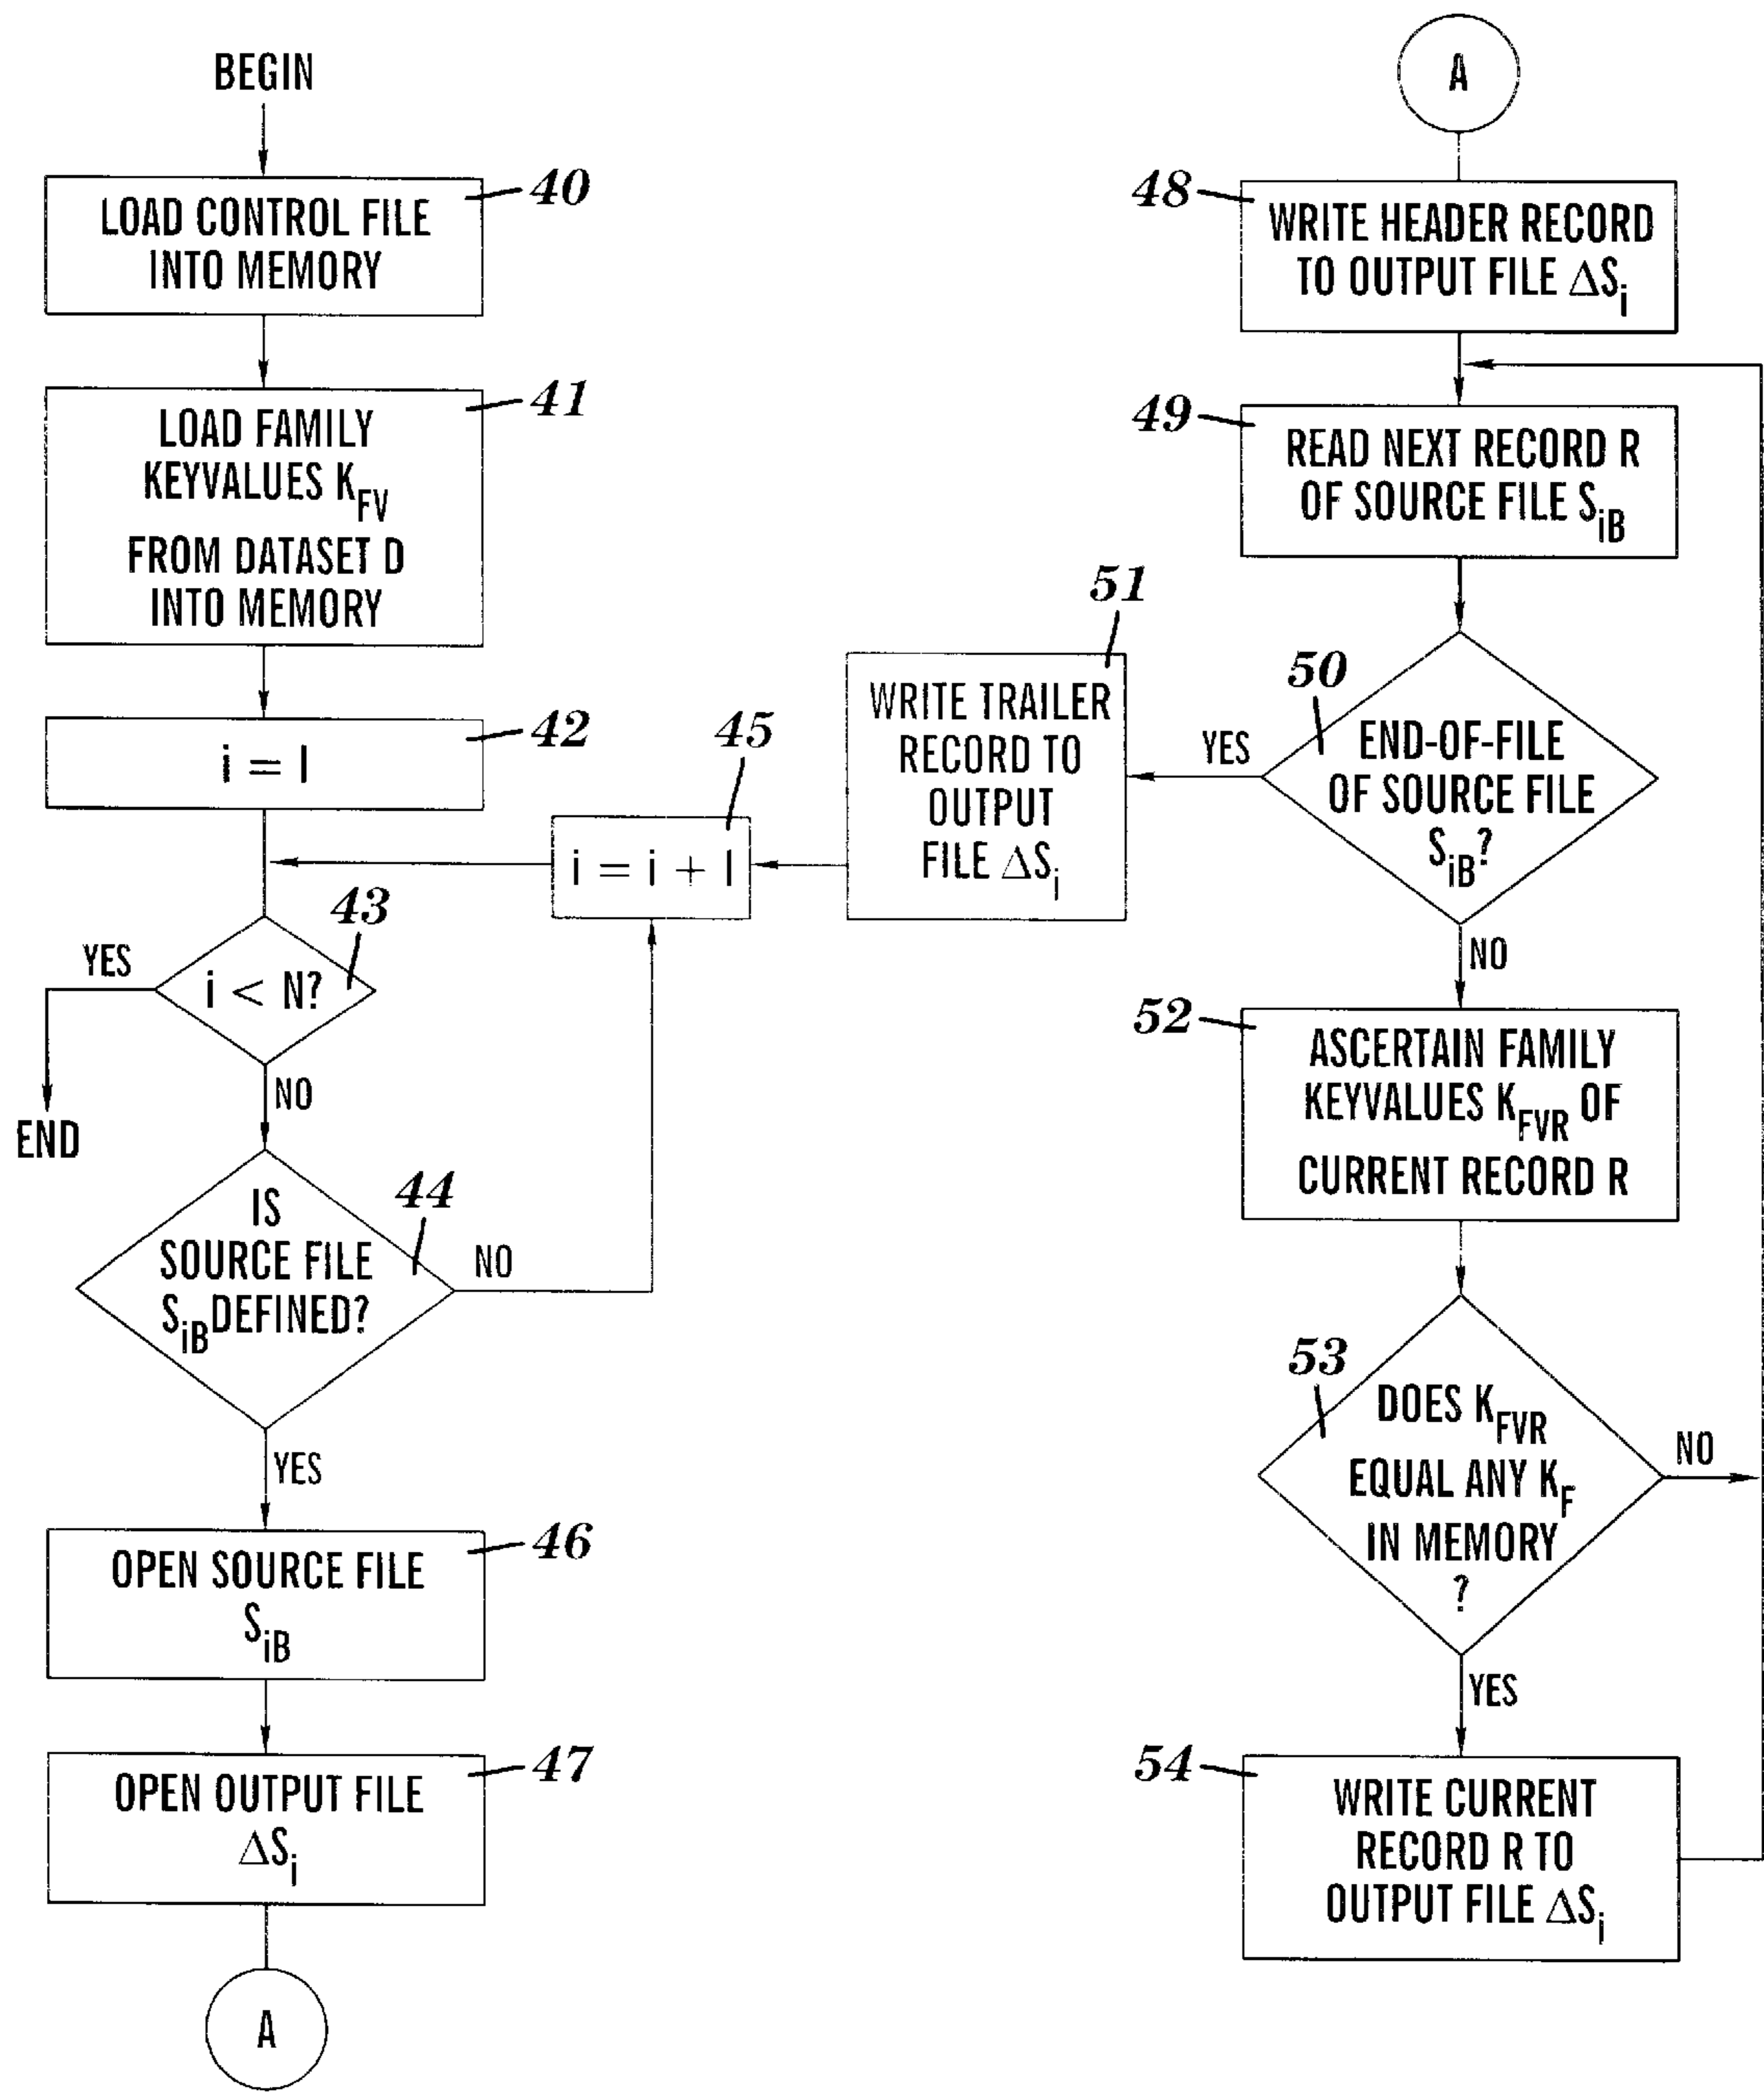 BEGIN
40
LOAD CONTROL FILE
INTO MEMORY
41
LOAD FAMILY
KEYVALUES K_FV
FROM DATASET D
INTO MEMORY
42
i = 1
43
i < N?
YES
END
NO
44
IS
SOURCE FILE
S_iB DEFINED?
NO
YES
45
i = i + 1
46
OPEN SOURCE FILE
S_iB
47
OPEN OUTPUT FILE
ΔS_i
A
A
48
WRITE HEADER RECORD
TO OUTPUT FILE ΔS_i
49
READ NEXT RECORD R
OF SOURCE FILE S_iB
50
END-OF-FILE
OF SOURCE FILE
S_iB?
YES
51
WRITE TRAILER
RECORD TO
OUTPUT
FILE ΔS_i
NO
52
ASCERTAIN FAMILY
KEYVALUES K_FVR OF
CURRENT RECORD R
53
DOES K_FVR
EQUAL ANY K_F
IN MEMORY
?
NO
YES
54
WRITE CURRENT
RECORD R TO
OUTPUT FILE ΔS_i